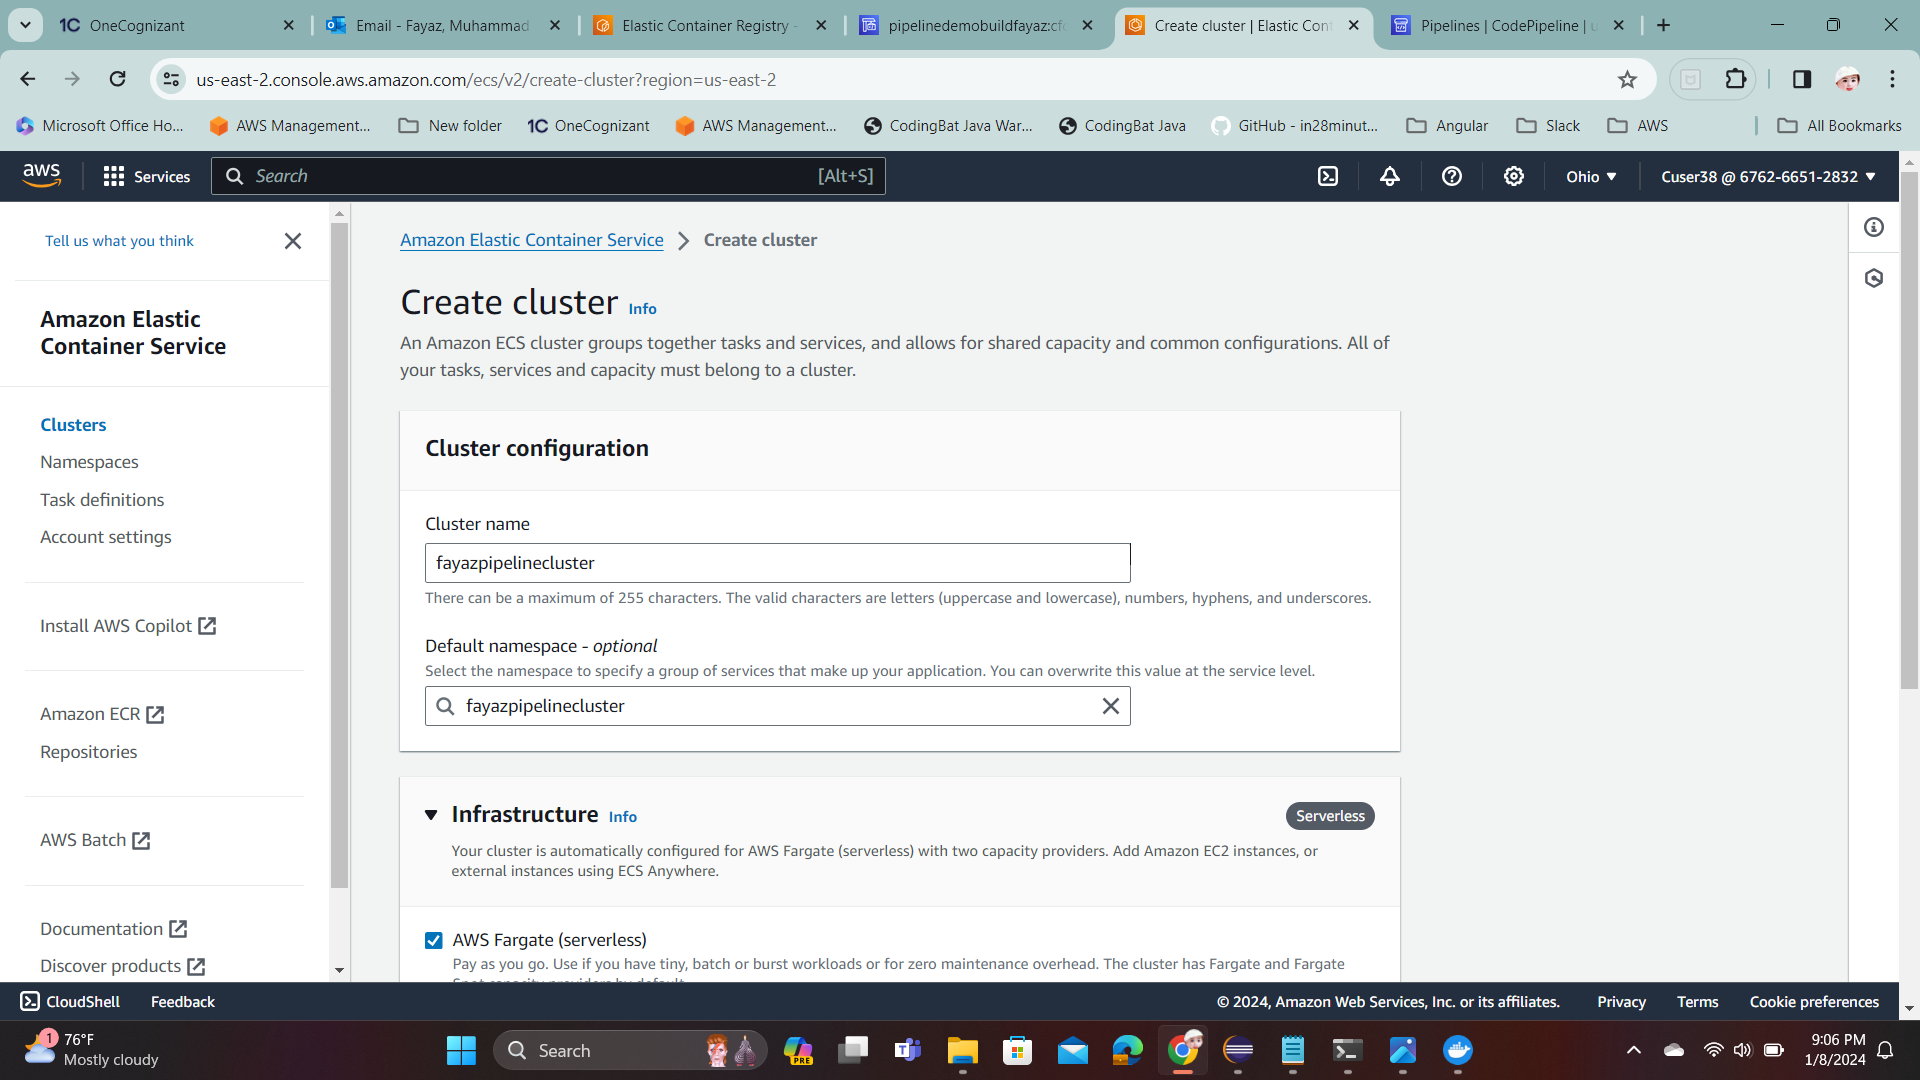 OneCognizant
Email - Fayaz, Muhammad
Elastic Container Registry -
pipelinedemobuildfayaz:cfc
Create cluster | Elastic Cont
Pipelines | CodePipeline | u
us-east-2.console.aws.amazon.com/ecs/v2/create-cluster?region=us-east-2
Microsoft Office Ho...
AWS Management...
New folder
1C OneCognizant
AWS Management...
CodingBat Java War...
CodingBat Java
GitHub - in28minut...
Angular
Slack
AWS
All Bookmarks
aws
Services
Search
[Alt+S]
Ohio
Cuser38 @ 6762-6651-2832
Tell us what you think
Amazon Elastic
Container Service
Clusters
Namespaces
Task definitions
Account settings
Install AWS Copilot
Amazon ECR
Repositories
AWS Batch
Documentation
Discover products
Amazon Elastic Container Service
Create cluster
Create cluster Info
An Amazon ECS cluster groups together tasks and services, and allows for shared capacity and common configurations. All of
your tasks, services and capacity must belong to a cluster.
Cluster configuration
Cluster name
fayazpipelinecluster
There can be a maximum of 255 characters. The valid characters are letters (uppercase and lowercase), numbers, hyphens, and underscores.
Default namespace - optional
Select the namespace to specify a group of services that make up your application. You can overwrite this value at the service level.
fayazpipelinecluster
Infrastructure Info
Serverless
Your cluster is automatically configured for AWS Fargate (serverless) with two capacity providers. Add Amazon EC2 instances, or
external instances using ECS Anywhere.
AWS Fargate (serverless)
Pay as you go. Use if you have tiny, batch or burst workloads or for zero maintenance overhead. The cluster has Fargate and Fargate
Spot capacity providers by default.
CloudShell
Feedback
© 2024, Amazon Web Services, Inc. or its affiliates.
Privacy
Terms
Cookie preferences
1
76°F
Mostly cloudy
Search
PRE
9:06 PM
1/8/2024